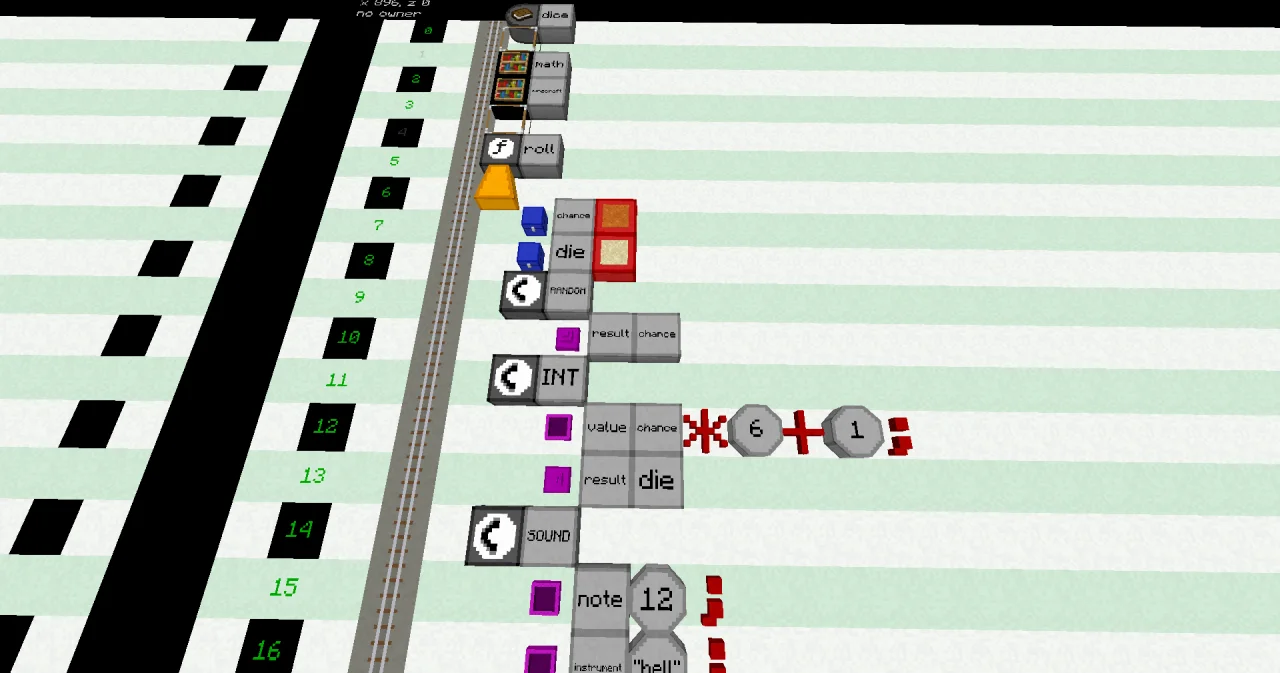 x 896, z 0
no owner
0 dice
1
2 math
3 minecraft
4
5 f roll
6
7 chance
8 die
9 RANDOM
10 result chance
11 INT
12 value chance * 6 + 1 ;
13 result die
14 SOUND
15 note 12 ;
16 instrument "bell" ;